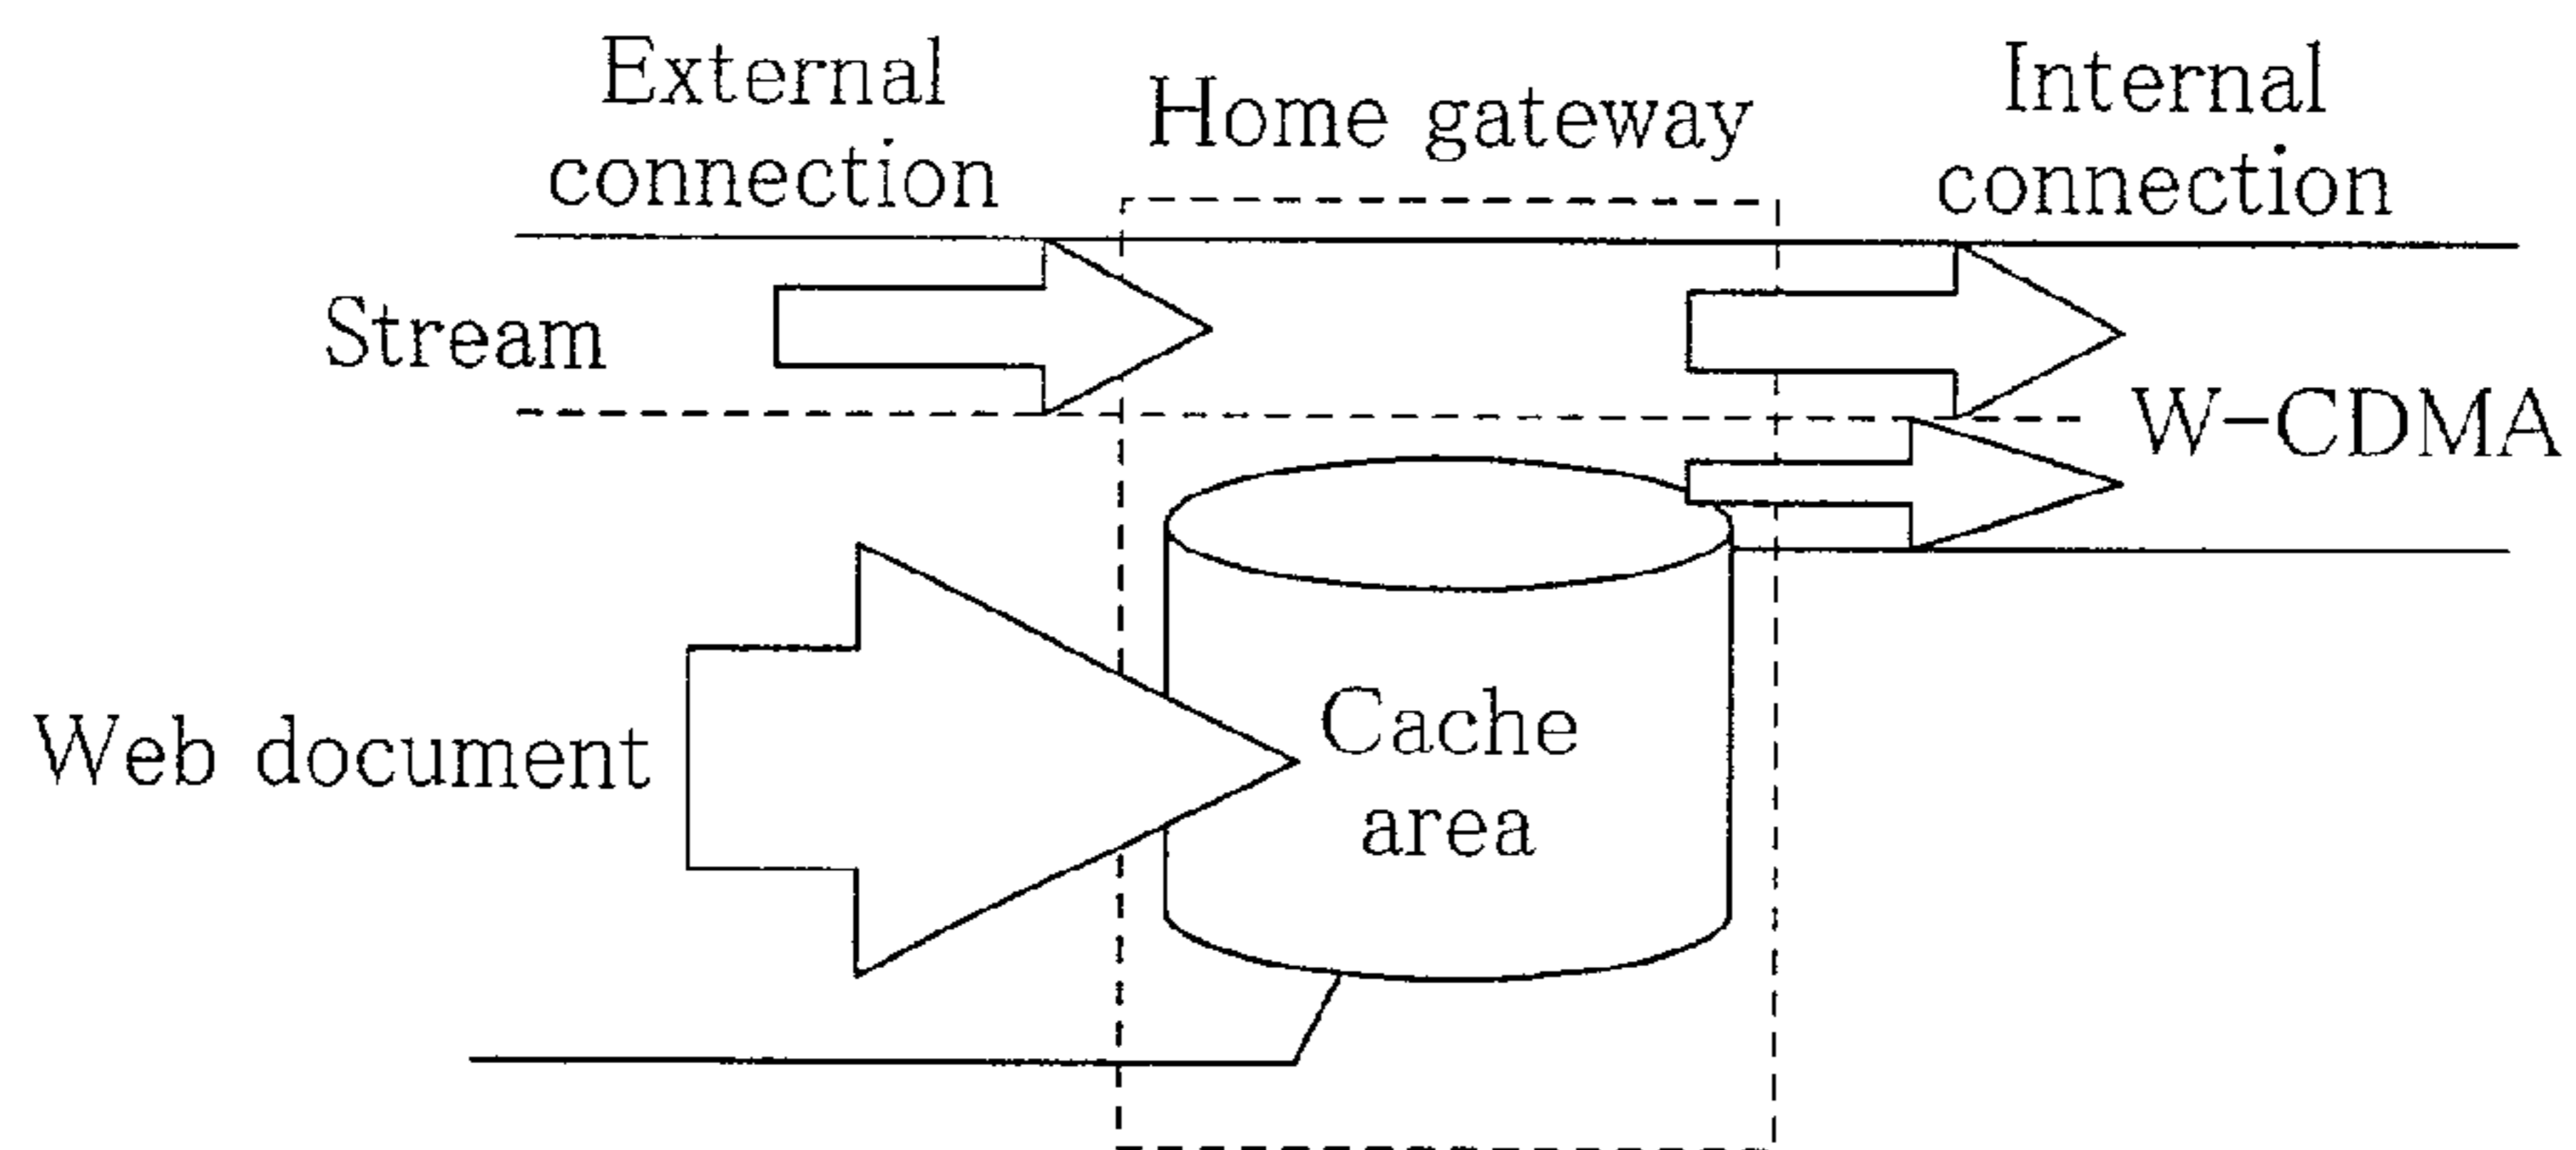 External
connection
Home gateway
Internal
connection
Stream
W-CDMA
Web document
Cache
area